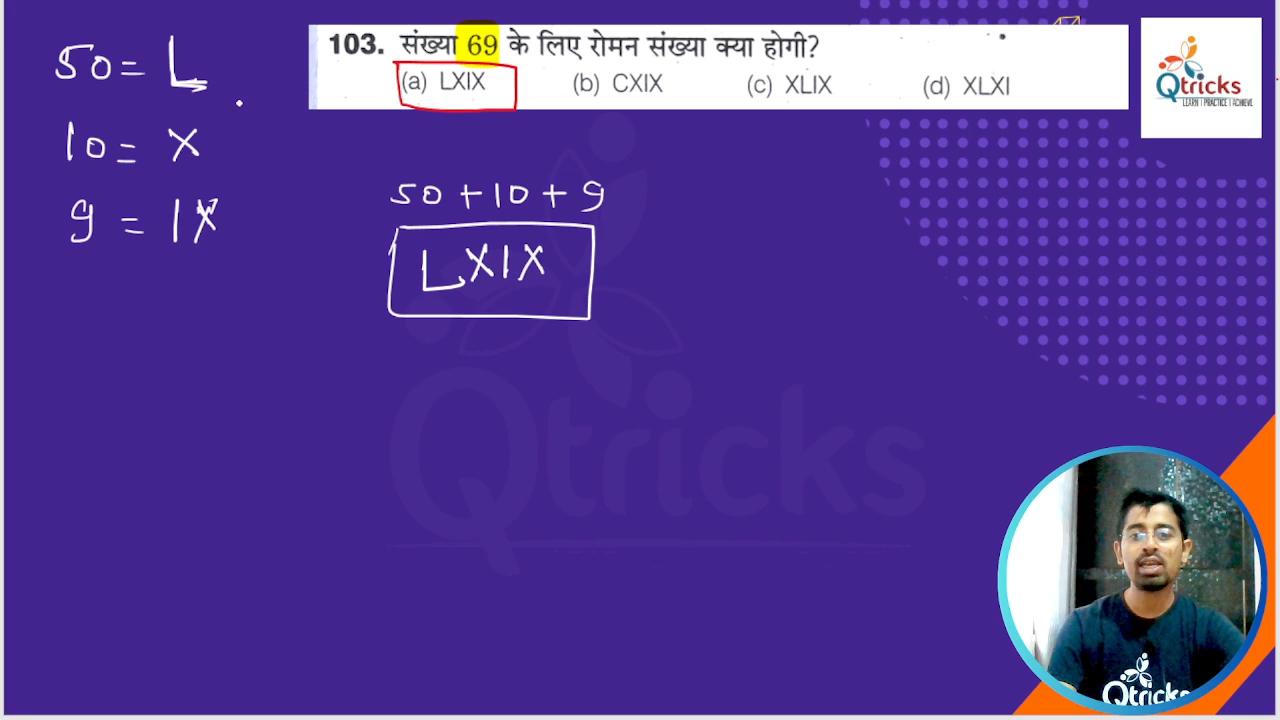 50 = L
10 = X
9 = IX
103. संख्या 69 के लिए रोमन संख्या क्या होगी?
(a) LXIX (b) CXIX (c) XLIX (d) XLXI
Qtricks
LEARN | PRACTICE | ACHIEVE
50 + 10 + 9
LXIX
Qtricks
Qtricks